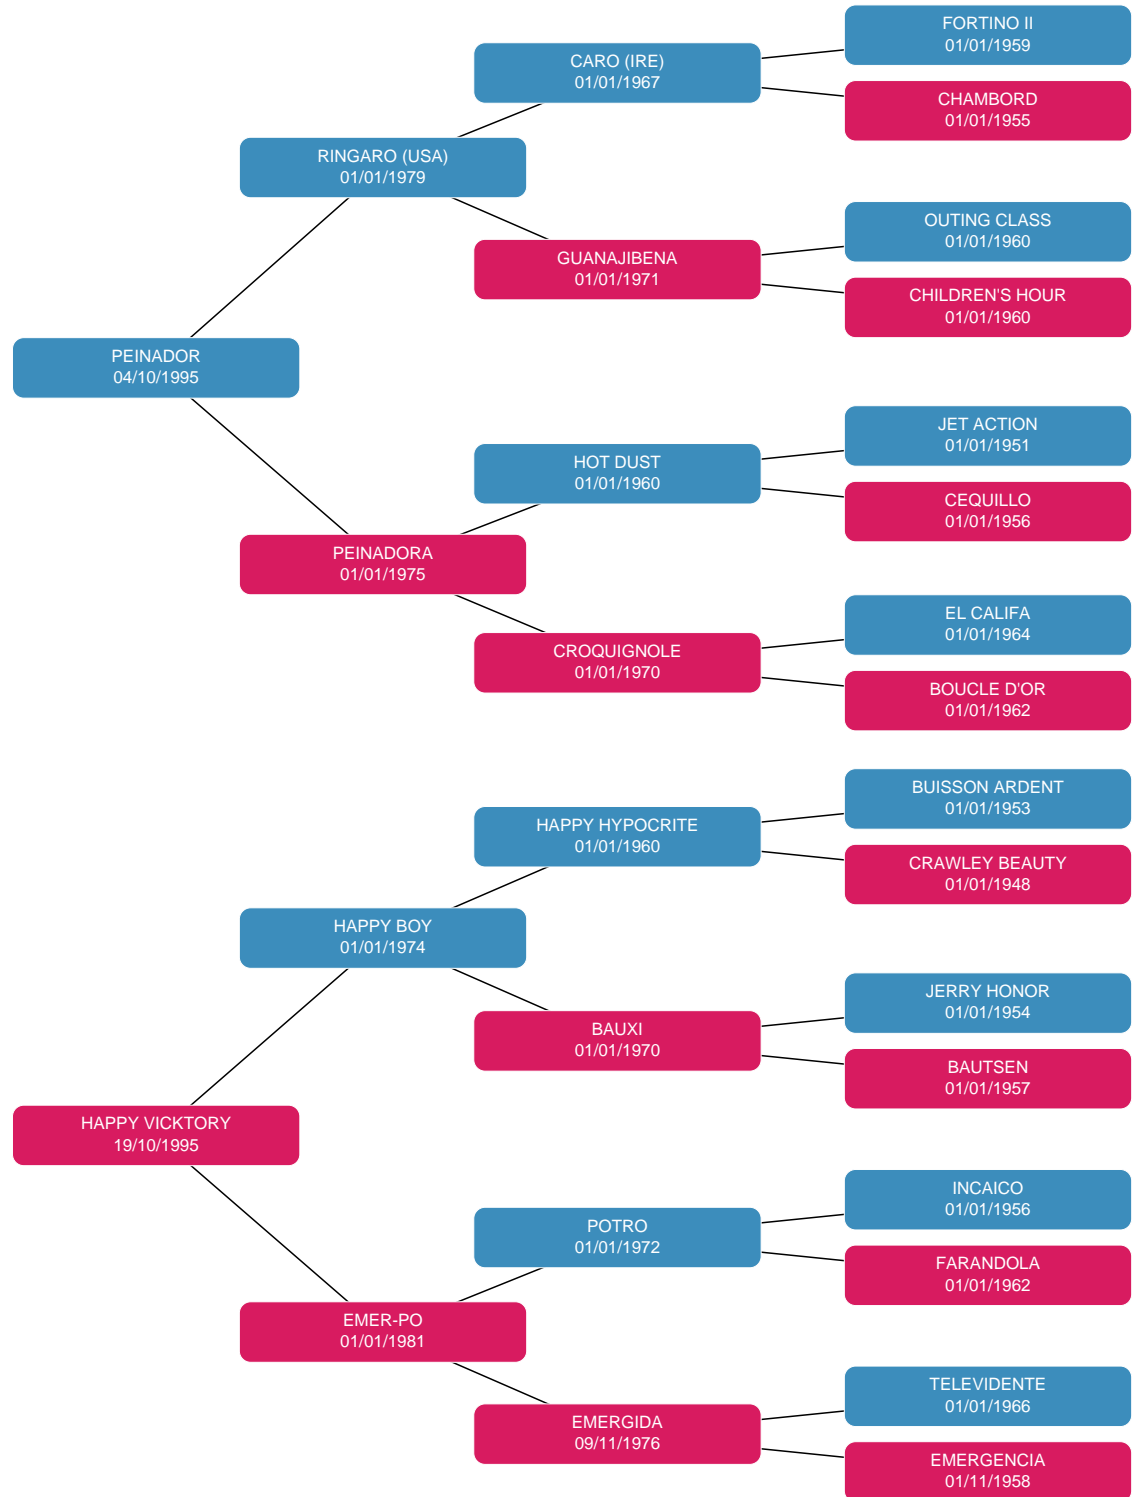 FORTINO II
01/01/1959
CARO (IRE)
01/01/1967
CHAMBORD
01/01/1955
RINGARO (USA)
01/01/1979
OUTING CLASS
01/01/1960
GUANAJIBENA
01/01/1971
CHILDREN'S HOUR
01/01/1960
PEINADOR
04/10/1995
JET ACTION
01/01/1951
HOT DUST
01/01/1960
CEQUILLO
01/01/1956
PEINADORA
01/01/1975
EL CALIFA
01/01/1964
CROQUIGNOLE
01/01/1970
BOUCLE D'OR
01/01/1962
BUISSON ARDENT
01/01/1953
HAPPY HYPOCRITE
01/01/1960
CRAWLEY BEAUTY
01/01/1948
HAPPY BOY
01/01/1974
JERRY HONOR
01/01/1954
BAUXI
01/01/1970
BAUTSEN
01/01/1957
HAPPY VICKTORY
19/10/1995
INCAICO
01/01/1956
POTRO
01/01/1972
FARANDOLA
01/01/1962
EMER-PO
01/01/1981
TELEVIDENTE
01/01/1966
EMERGIDA
09/11/1976
EMERGENCIA
01/11/1958